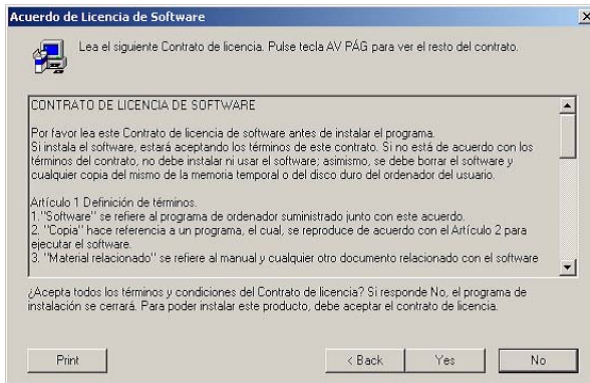 Acuerdo de Licencia de Software
Lea el siguiente Contrato de licencia. Pulse tecla AV PÁG para ver el resto del contrato.
CONTRATO DE LICENCIA DE SOFTWARE
Por favor lea este Contrato de licencia de software antes de instalar el programa.
Si instala el software, estará aceptando los términos de este contrato. Si no está de acuerdo con los
términos del contrato, no debe instalar ni usar el software; asimismo, se debe borrar el software y
cualquier copia del mismo de la memoria temporal o del disco duro del ordenador del usuario.
Artículo 1 Definición de términos.
1."Software" se refiere al programa de ordenador suministrado junto con este acuerdo.
2. "Copia" hace referencia a un programa, el cual, se reproduce de acuerdo con el Artículo 2 para
ejecutar el software.
3. "Material relacionado" se refiere al manual y cualquier otro documento relacionado con el software
¿Acepta todos los términos y condiciones del Contrato de licencia? Si responde No, el programa de
instalación se cerrará. Para poder instalar este producto, debe aceptar el contrato de licencia.
Print
< Back
Yes
No